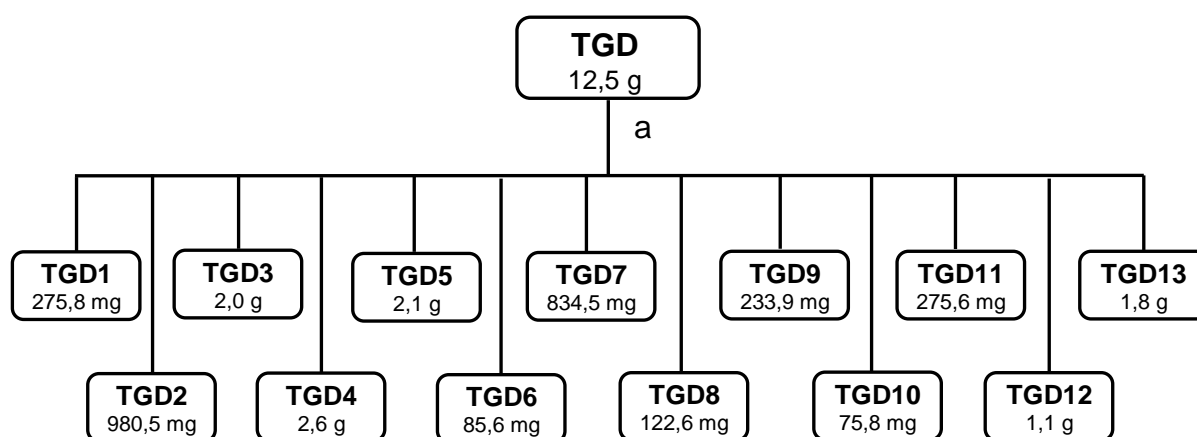 TGD
12,5 g
a
TGD1
275,8 mg
TGD3
2,0 g
TGD5
2,1 g
TGD7
834,5 mg
TGD9
233,9 mg
TGD11
275,6 mg
TGD13
1,8 g
TGD2
980,5 mg
TGD4
2,6 g
TGD6
85,6 mg
TGD8
122,6 mg
TGD10
75,8 mg
TGD12
1,1 g